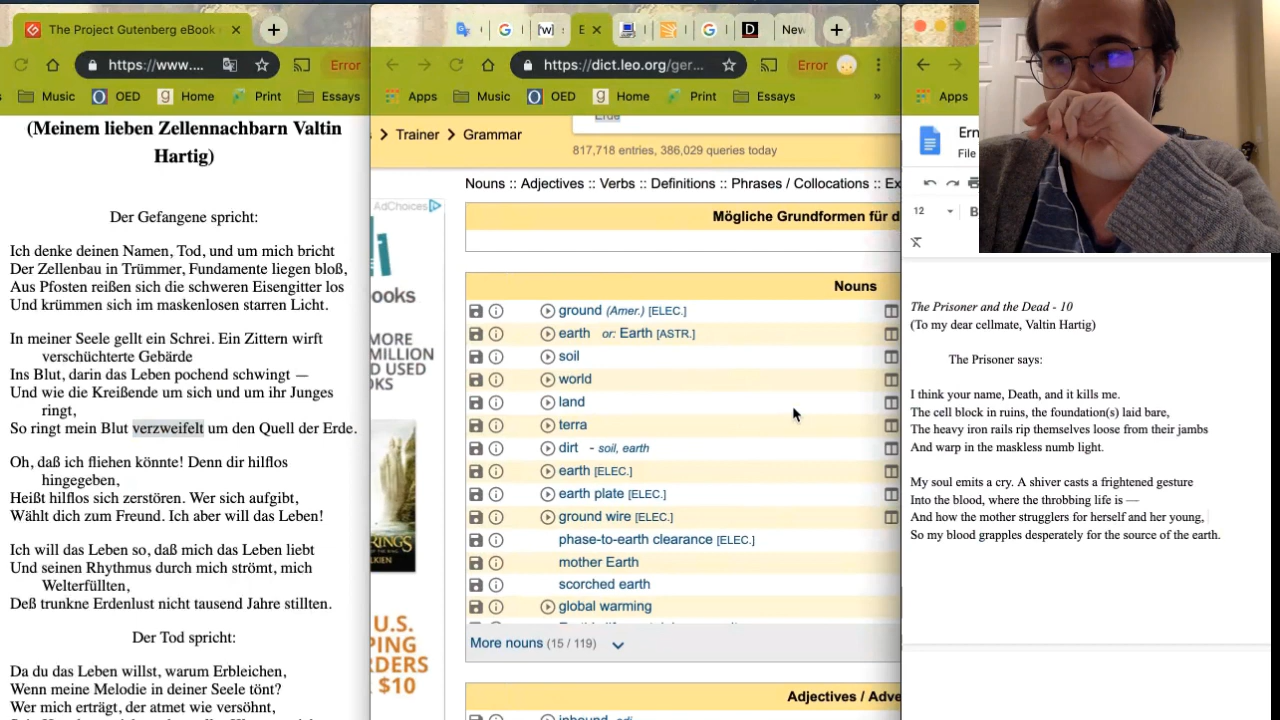 The Project Gutenberg eBook
New
https://www....
Error
https://dict.leo.org/ger...
Error
Music
OED
Home
Print
Essays
Apps
Music
OED
Home
Print
Essays
»
Apps
(Meinem lieben Zellennachbarn Valtin
Hartig)
Der Gefangene spricht:
Ich denke deinen Namen, Tod, und um mich bricht
Der Zellenbau in Trümmer, Fundamente liegen bloß,
Aus Pfosten reißen sich die schweren Eisengitter los
Und krümmen sich im maskenlosen starren Licht.
In meiner Seele gellt ein Schrei. Ein Zittern wirft
verschüchterte Gebärde
Ins Blut, darin das Leben pochend schwingt —
Und wie die Kreißende um sich und um ihr Junges
ringt,
So ringt mein Blut verzweifelt um den Quell der Erde.
Oh, daß ich fliehen könnte! Denn dir hilflos
hingegeben,
Heißt hilflos sich zerstören. Wer sich aufgibt,
Wählt dich zum Freund. Ich aber will das Leben!
Ich will das Leben so, daß mich das Leben liebt
Und seinen Rhythmus durch mich strömt, mich
Welterfüllten,
Deß trunkne Erdenlust nicht tausend Jahre stillten.
Der Tod spricht:
Da du das Leben willst, warum Erbleichen,
Wenn meine Melodie in deiner Seele tönt?
Wer mich erträgt, der atmet wie versöhnt,
Trainer
Grammar
Erde
817,718 entries, 386,029 queries today
Nouns :: Adjectives :: Verbs :: Definitions :: Phrases / Collocations :: Ex
AdChoices
Mögliche Grundformen für d
Nouns
ground (Amer.) [ELEC.]
earth or: Earth [ASTR.]
soil
world
land
terra
dirt - soil, earth
earth [ELEC.]
earth plate [ELEC.]
ground wire [ELEC.]
phase-to-earth clearance [ELEC.]
mother Earth
scorched earth
global warming
More nouns (15 / 119)
Adjectives / Adve
inbound adj.
ooks
MORE
MILLION
D USED
KS
RINGS
TOLKIEN
U.S.
PING
RDERS
$10
Ern
File
12
B
The Prisoner and the Dead - 10
(To my dear cellmate, Valtin Hartig)
The Prisoner says:
I think your name, Death, and it kills me.
The cell block in ruins, the foundation(s) laid bare,
The heavy iron rails rip themselves loose from their jambs
And warp in the maskless numb light.
My soul emits a cry. A shiver casts a frightened gesture
Into the blood, where the throbbing life is —
And how the mother strugglers for herself and her young,
So my blood grapples desperately for the source of the earth.